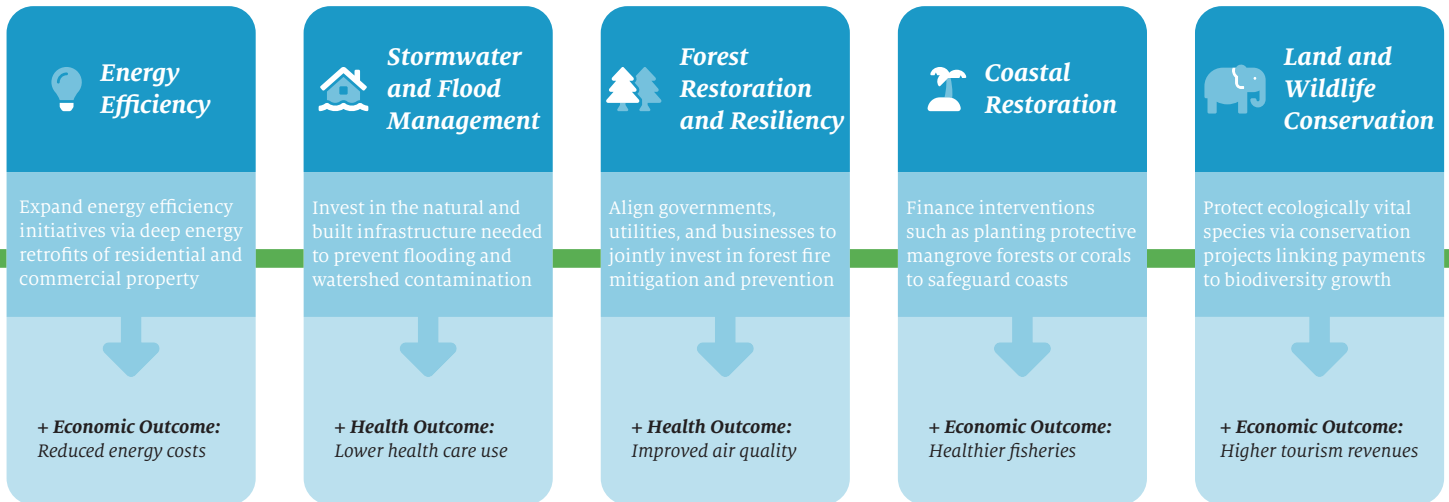 Energy
Efficiency
Expand energy efficiency
initiatives via deep energy
retrofits of residential and
commercial property
+ Economic Outcome:
Reduced energy costs
Stormwater
and Flood
Management
Invest in the natural and
built infrastructure needed
to prevent flooding and
watershed contamination
+ Health Outcome:
Lower health care use
Forest
Restoration
and Resiliency
Align governments,
utilities, and businesses to
jointly invest in forest fire
mitigation and prevention
+ Health Outcome:
Improved air quality
Coastal
Restoration
Finance interventions
such as planting protective
mangrove forests or corals
to safeguard coasts
+ Economic Outcome:
Healthier fisheries
Land and
Wildlife
Conservation
Protect ecologically vital
species via conservation
projects linking payments
to biodiversity growth
+ Economic Outcome:
Higher tourism revenues